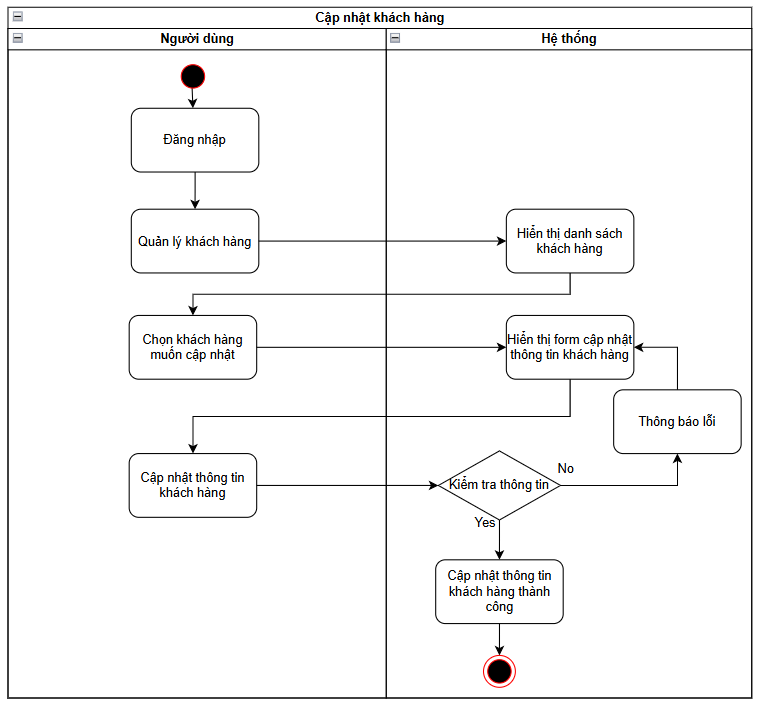 Cập nhật khách hàng
Người dùng
Hệ thống
Đăng nhập
Quản lý khách hàng
Hiển thị danh sách
khách hàng
Chọn khách hàng
muốn cập nhật
Hiển thị form cập nhật
thông tin khách hàng
Thông báo lỗi
Cập nhật thông tin
khách hàng
Kiểm tra thông tin
No
Yes
Cập nhật thông tin
khách hàng thành
công